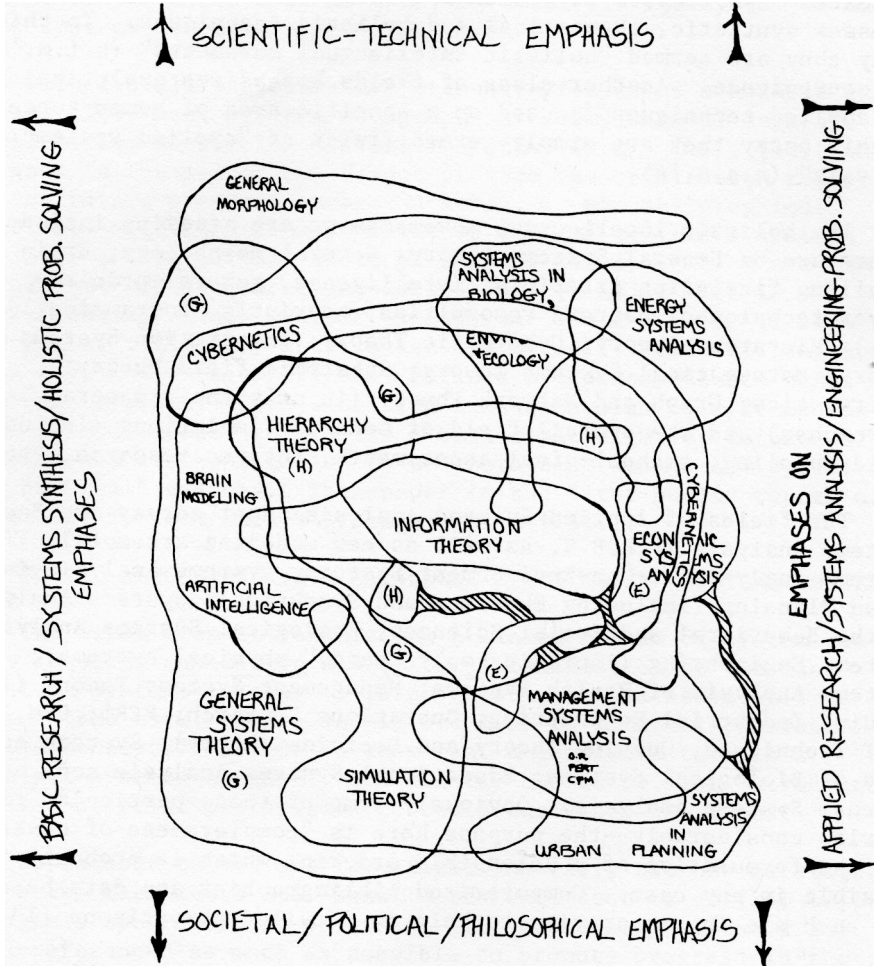 SCIENTIFIC-TECHNICAL EMPHASIS
BASIC RESEARCH / SYSTEMS SYNTHESIS/HOLISTIC PROB. SOLVING
EMPHASES
GENERAL
MORPHOLOGY
(G)
SYSTEMS
ANALYSIS IN
BIOLOGY,
ENVIT.
+ECOLOGY
ENERGY
SYSTEMS
ANALYSIS
CYBERNETICS
(G)
HIERARCHY
THEORY
(H)
(H)
BRAIN
MODELING
INFORMATION
THEORY
CYBERNETICS
ECONOMIC
SYSTEMS
ANALYSIS
(E)
ARTIFICIAL
INTELLIGENCE
(H)
(G)
(E)
GENERAL
SYSTEMS
THEORY
(G)
MANAGEMENT
SYSTEMS
ANALYSIS
O.R.
PERT
CPM
SIMULATION
THEORY
SYSTEMS
ANALYSIS
IN
URBAN PLANNING
EMPHASES ON
APPLIED RESEARCH/SYSTEMS ANALYSIS/ENGINEERING PROB. SOLVING
SOCIETAL/POLITICAL/PHILOSOPHICAL EMPHASIS